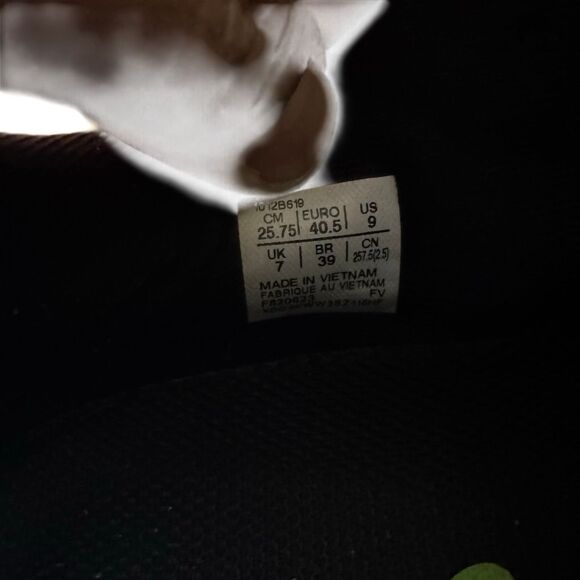 1012B619
CM 25.75 EURO 40.5 US 9
UK 7 BR 39 CN 257.5(2.5)
MADE IN VIETNAM
FABRIQUE AU VIETNAM
F820623 FV